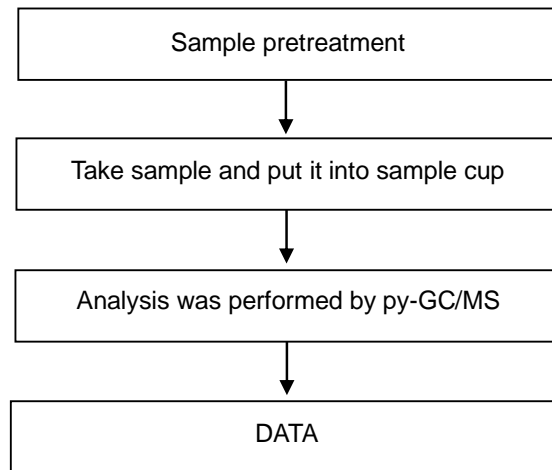 Sample pretreatment
Take sample and put it into sample cup
Analysis was performed by py-GC/MS
DATA